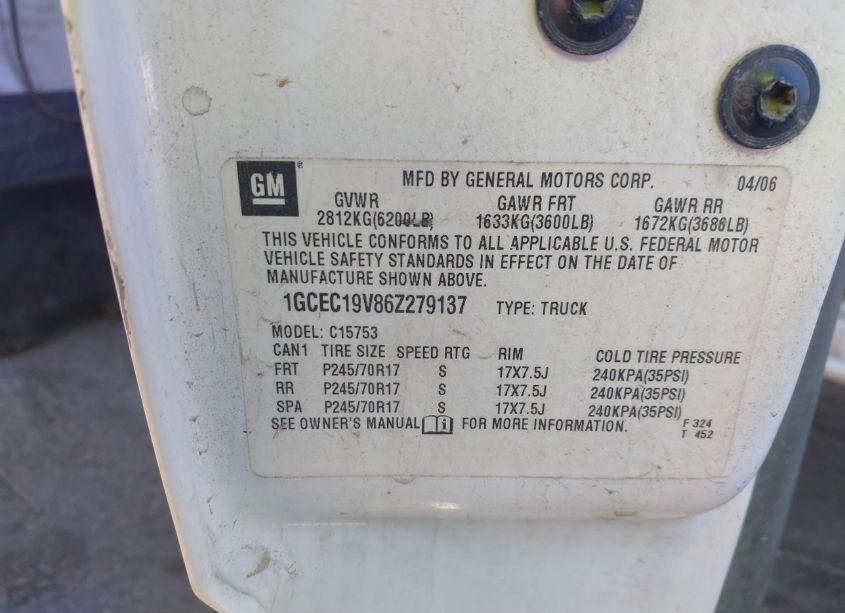 GM ®
MFD BY GENERAL MOTORS CORP. 04/06
GVWR GAWR FRT GAWR RR
2812KG(6200LB) 1633KG(3600LB) 1672KG(3686LB)
THIS VEHICLE CONFORMS TO ALL APPLICABLE U.S. FEDERAL MOTOR
VEHICLE SAFETY STANDARDS IN EFFECT ON THE DATE OF
MANUFACTURE SHOWN ABOVE.
1GCEC19V86Z279137 TYPE: TRUCK
MODEL: C15753
CAN1 TIRE SIZE SPEED RTG RIM COLD TIRE PRESSURE
FRT P245/70R17 S 17X7.5J 240KPA(35PSI)
RR P245/70R17 S 17X7.5J 240KPA(35PSI)
SPA P245/70R17 S 17X7.5J 240KPA(35PSI)
SEE OWNER'S MANUAL i FOR MORE INFORMATION. F 324
T 452